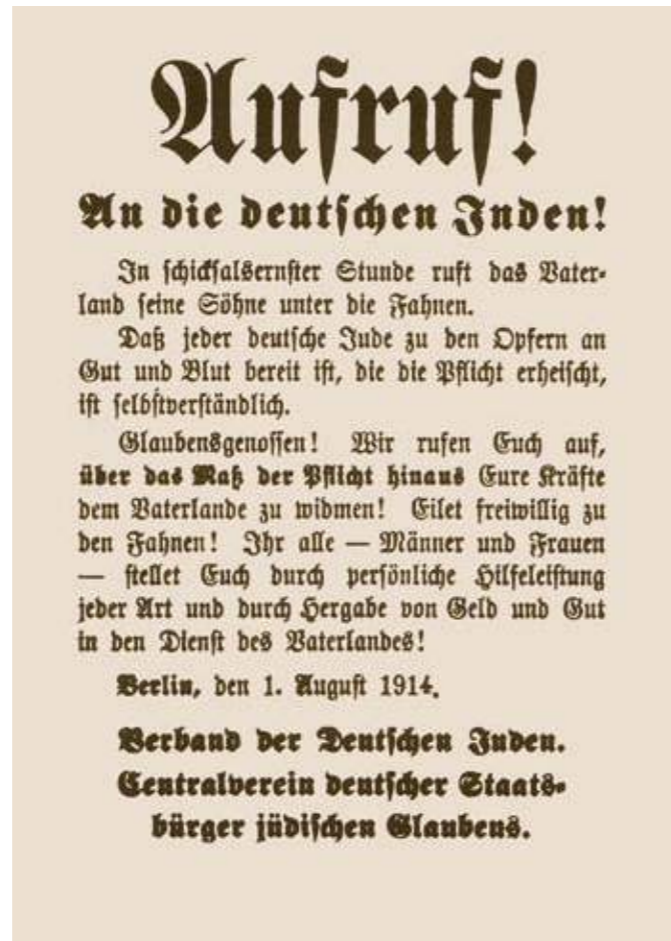 Aufruf!
An die deutschen Juden!
In schicksalsernster Stunde ruft das Vater-
land seine Söhne unter die Fahnen.
Daß jeder deutsche Jude zu den Opfern an
Gut und Blut bereit ist, die die Pflicht erheischt,
ist selbstverständlich.
Glaubensgenossen! Wir rufen Euch auf,
über das Maß der Pflicht hinaus Eure Kräfte
dem Vaterlande zu widmen! Eilet freiwillig zu
den Fahnen! Ihr alle — Männer und Frauen
— stellet Euch durch persönliche Hilfeleistung
jeder Art und durch Hergabe von Geld und Gut
in den Dienst des Vaterlandes!
Berlin, den 1. August 1914.
Verband der Deutschen Juden.
Centralverein deutscher Staats-
bürger jüdischen Glaubens.